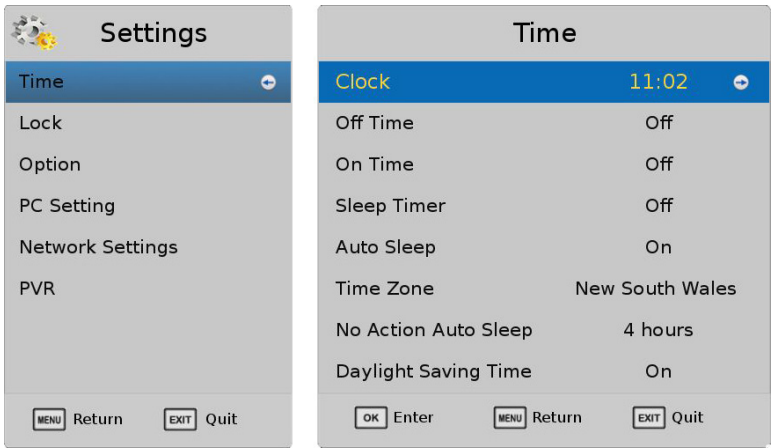 Settings
Time
Lock
Option
PC Setting
Network Settings
PVR
MENU Return EXIT Quit
Time
Clock 11:02
Off Time Off
On Time Off
Sleep Timer Off
Auto Sleep On
Time Zone New South Wales
No Action Auto Sleep 4 hours
Daylight Saving Time On
OK Enter MENU Return EXIT Quit